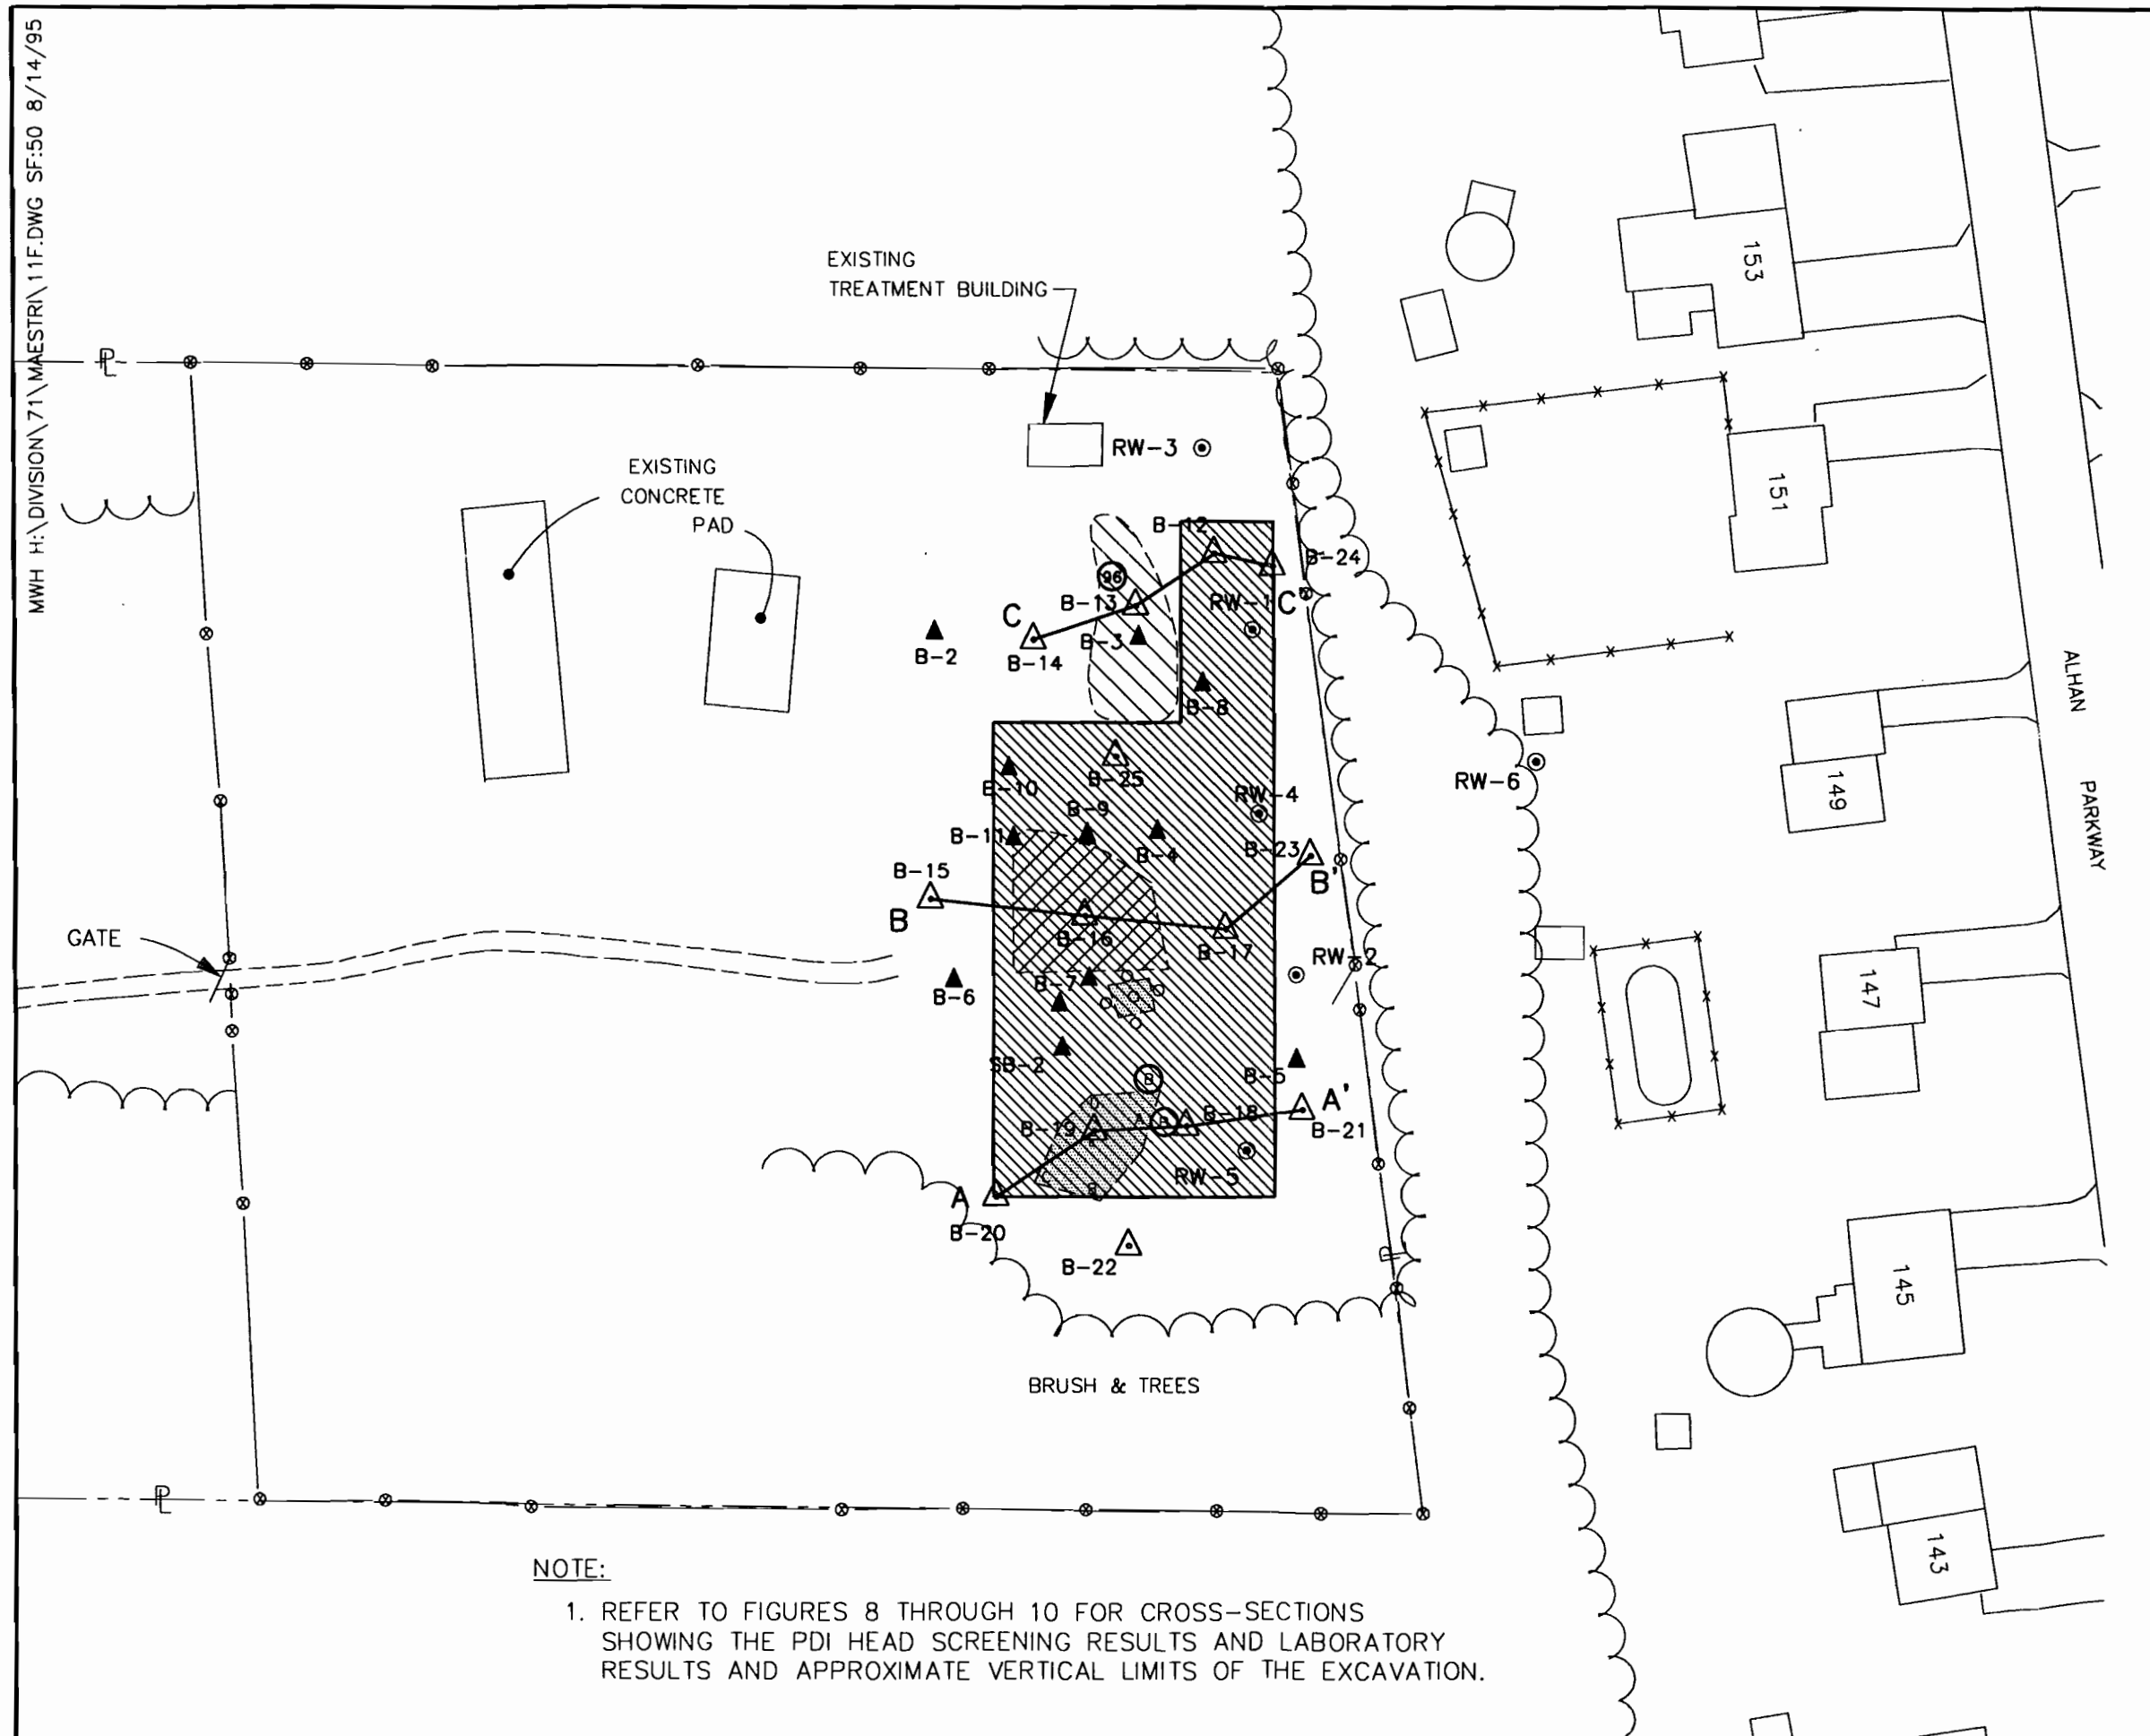 MWH H:\DIVISION\71\MAESTRI\11F.DWG SF:50 8/14/95
153
EXISTING
TREATMENT BUILDING
PL
RW-3
EXISTING
CONCRETE
PAD
151
B-12
B-24
96
B-13
RW-1
C'
C
B-3
B-2
B-14
ALHAN
PARKWAY
B-8
B-25
RW-6
B-10
RW-4
149
B-9
B-11
B-4
B-23
B-15
B'
B
GATE
B-16
B-17
RW-2
B-7
B-6
147
SB-2
B
B-5
A'
B-19
B
B-18
B-21
RW-5
A
B-20
B-22
145
BRUSH & TREES
PL
143
NOTE:
1. REFER TO FIGURES 8 THROUGH 10 FOR CROSS-SECTIONS
SHOWING THE PDI HEAD SCREENING RESULTS AND LABORATORY
RESULTS AND APPROXIMATE VERTICAL LIMITS OF THE EXCAVATION.